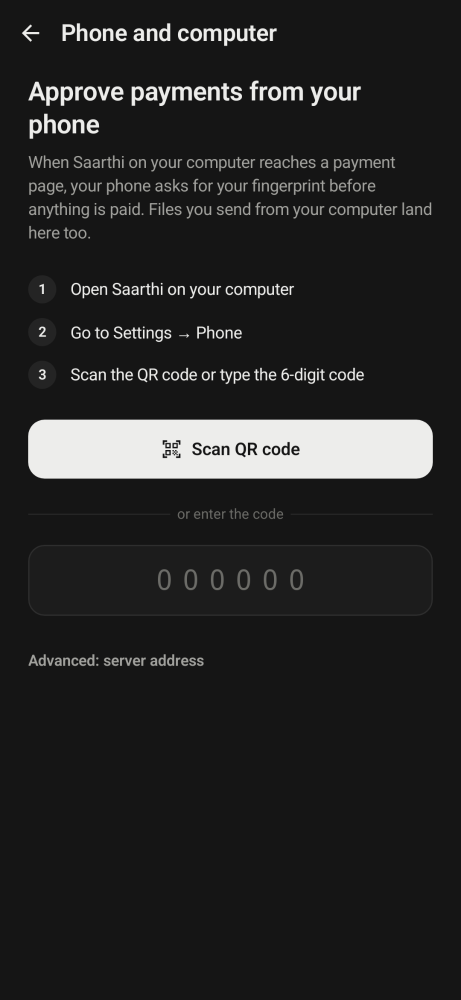 Phone and computer
Approve payments from your
phone
When Saarthi on your computer reaches a payment
page, your phone asks for your fingerprint before
anything is paid. Files you send from your computer land
here too.
1 Open Saarthi on your computer
2 Go to Settings → Phone
3 Scan the QR code or type the 6-digit code
Scan QR code
or enter the code
000000
Advanced: server address